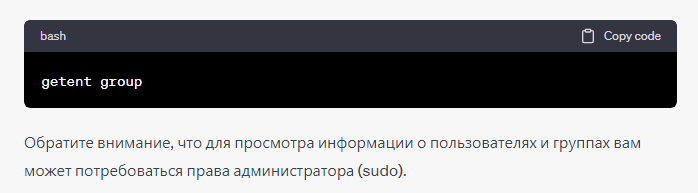 bash Copy code
getent group
Обратите внимание, что для просмотра информации о пользователях и группах вам
может потребоваться права администратора (sudo).